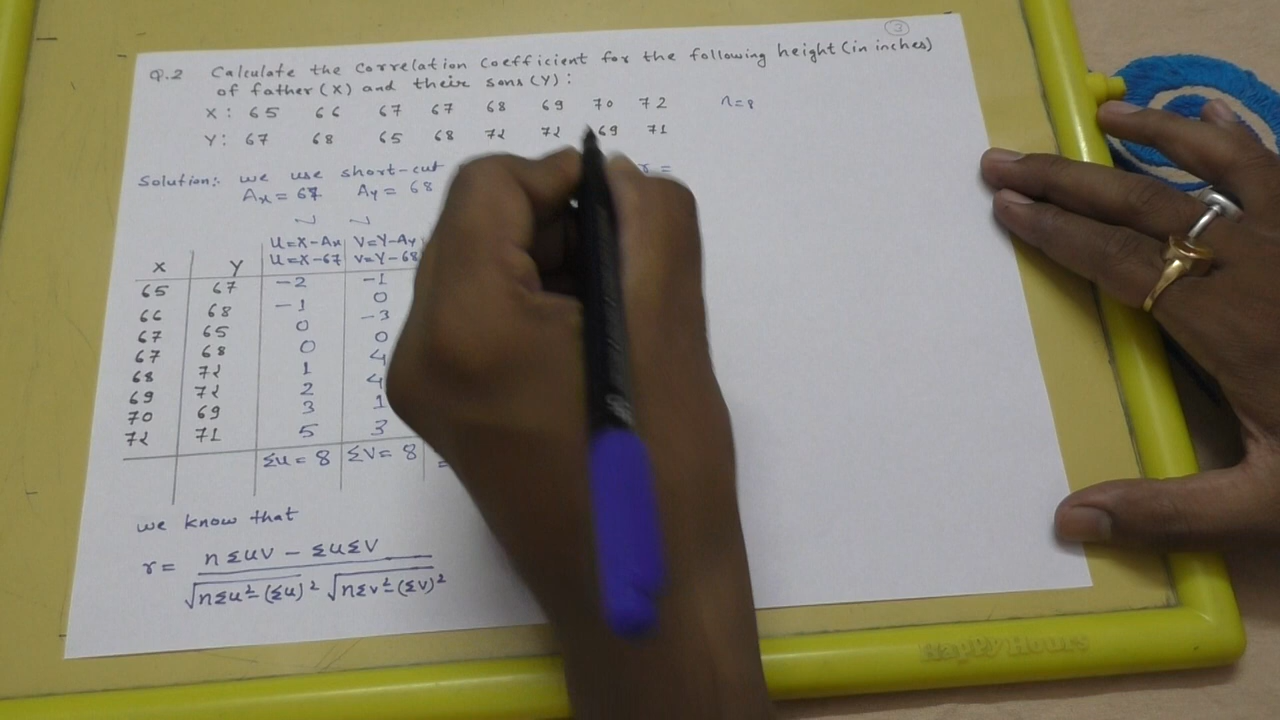 3
Q.2 Calculate the Correlation Coefficient for the following height (in inches)
of father (X) and their sons (Y):
X: 65 66 67 67 68 69 70 72 n=8
Y: 67 68 65 68 72 72 69 71
Solution:- we use short-cut r =
Ax = 67 Ay = 68
U=X-Ax V=Y-Ay
X Y U=X-67 V=Y-68
65 67 -2 -1
66 68 -1 0
67 65 0 -3
67 68 0 0
68 72 1 4
69 72 2 4
70 69 3 1
72 71 5 3
ΣU = 8 ΣV = 8 =
we know that
r = nΣUV - ΣUΣV
√nΣU²-(ΣU)² √nΣV²-(ΣV)²
Happy Hours